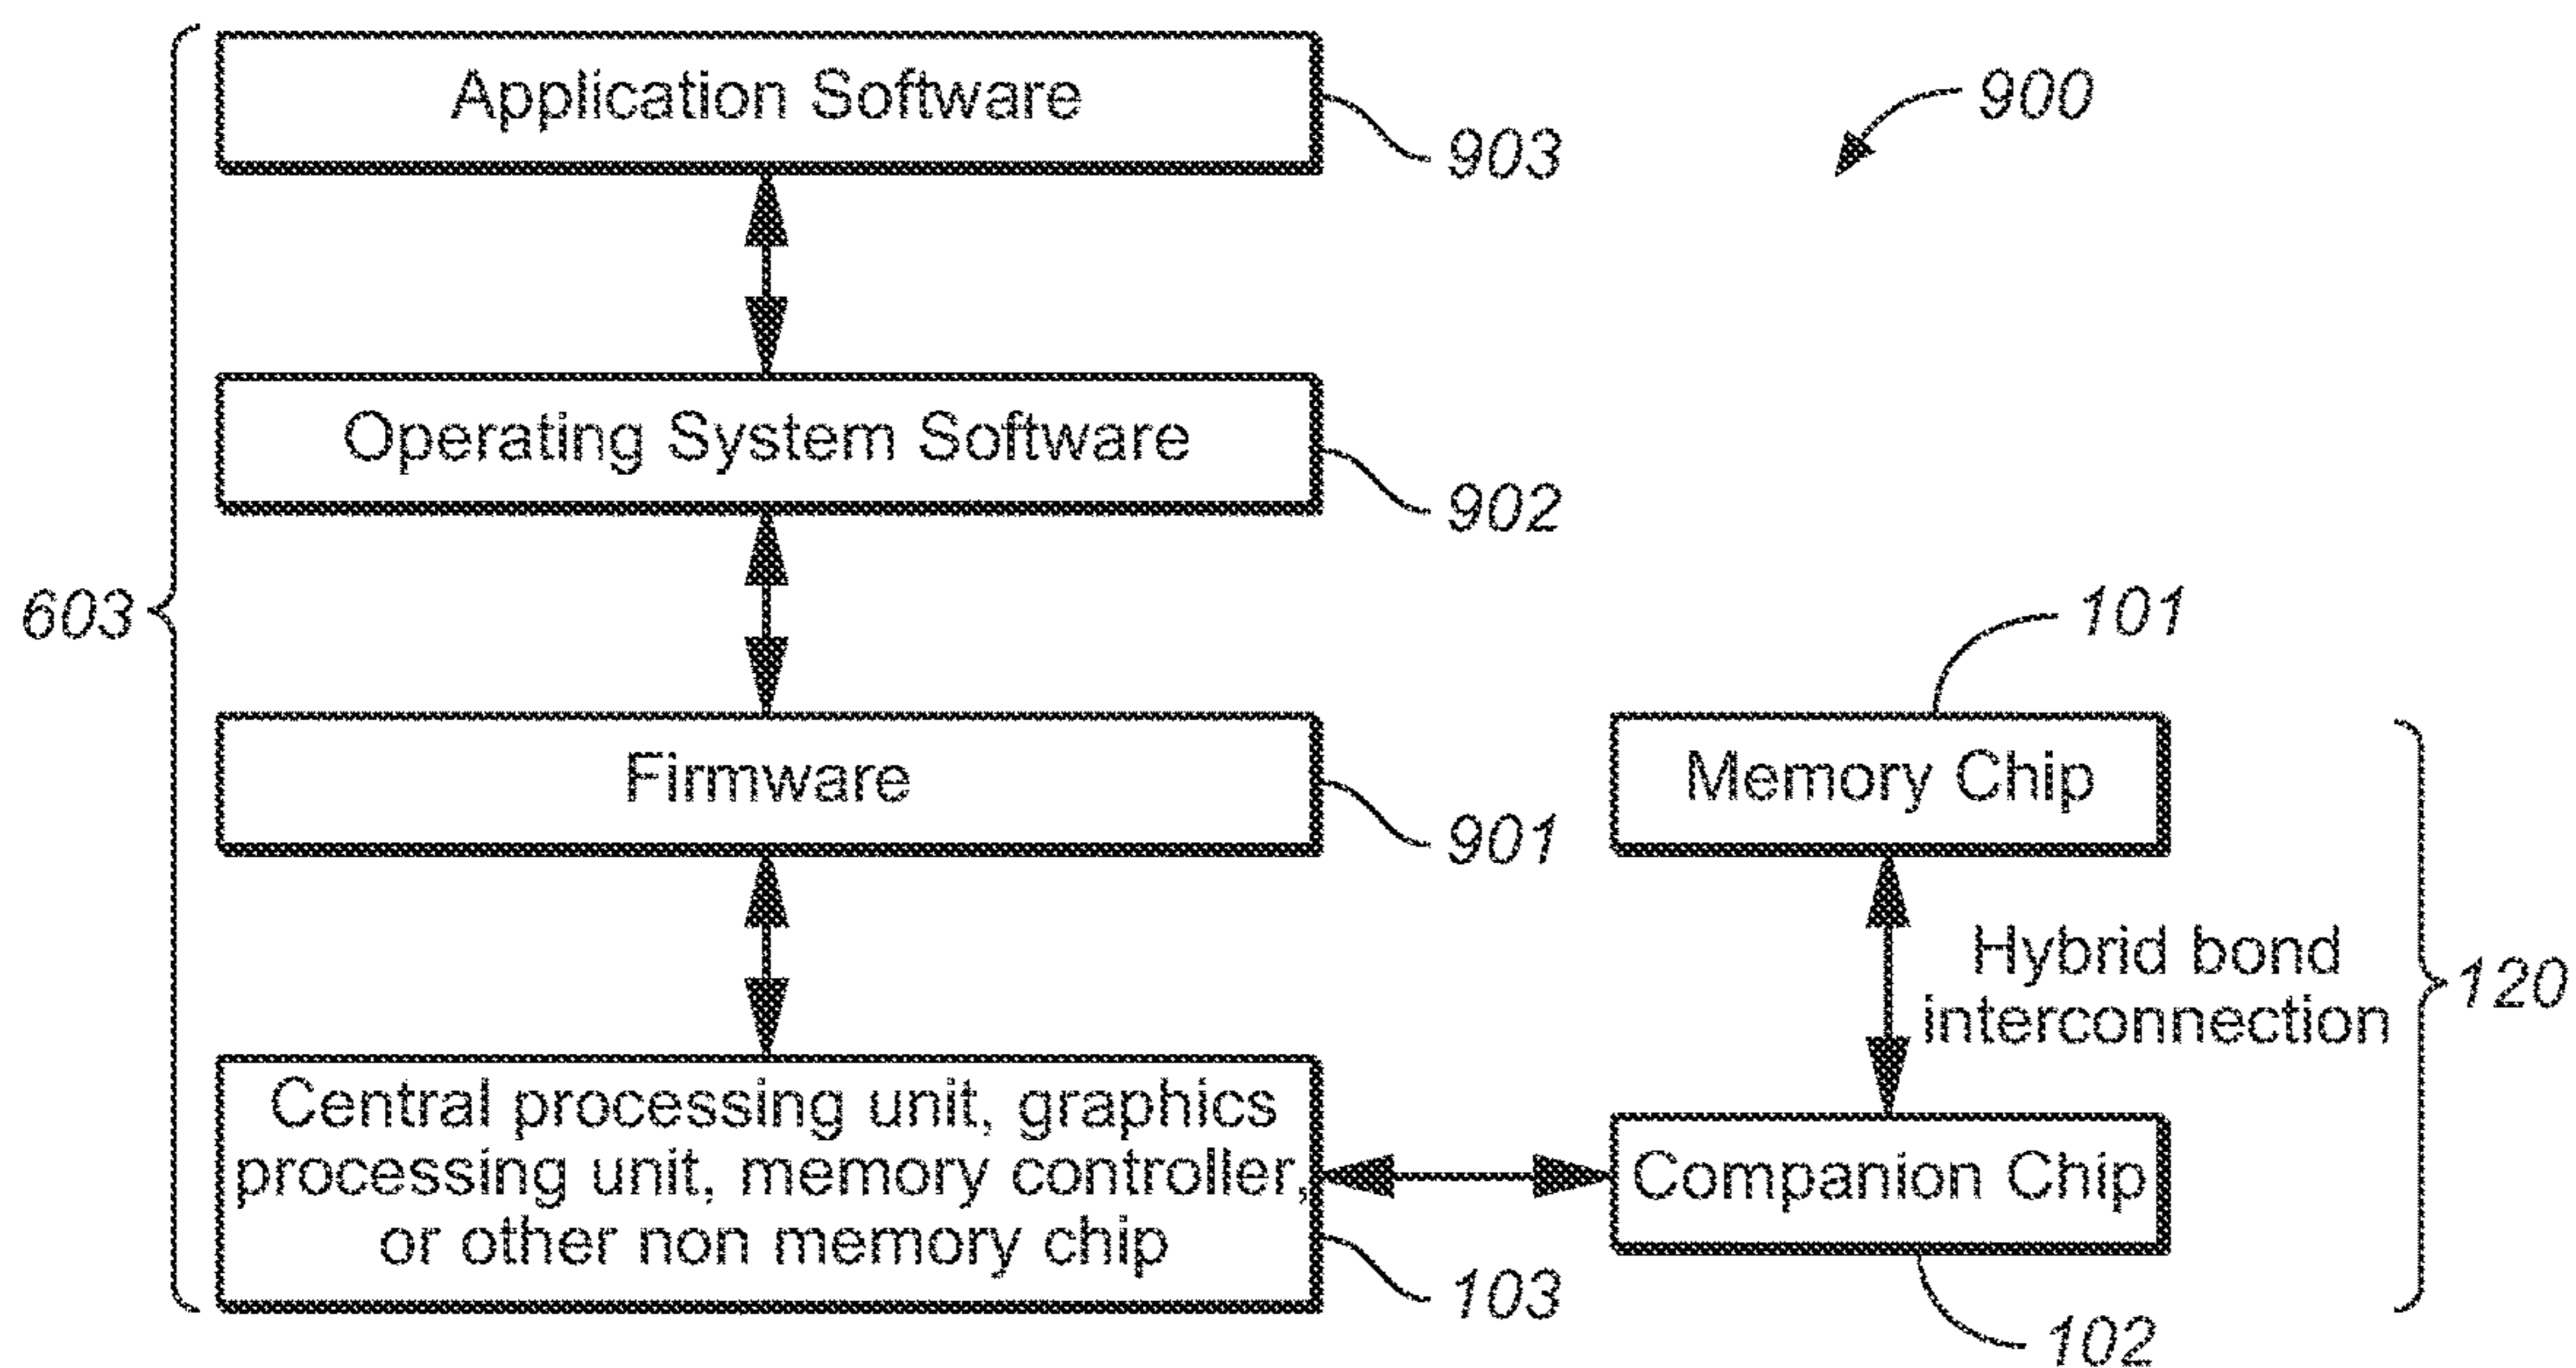 Application Software
903
900
Operating System Software
902
603
101
Firmware
901
Memory Chip
Hybrid bond
interconnection
120
Central processing unit, graphics
processing unit, memory controller,
or other non memory chip
103
Companion Chip
102